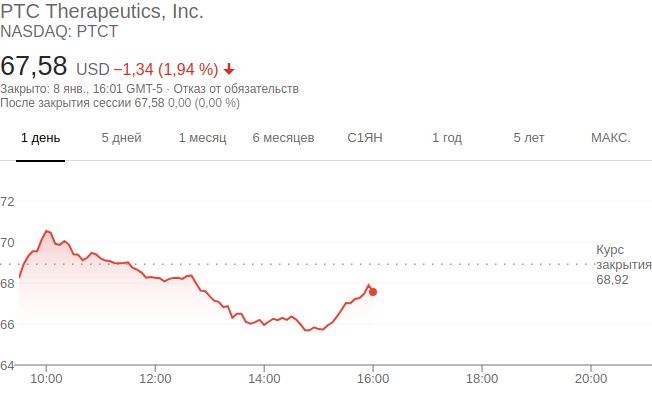 PTC Therapeutics, Inc.
NASDAQ: PTCT
67,58 USD −1,34 (1,94 %)
Закрыто: 8 янв., 16:01 GMT-5 · Отказ от обязательств
После закрытия сессии 67,58 0,00 (0,00 %)
1 день 5 дней 1 месяц 6 месяцев С1ЯН 1 год 5 лет МАКС.
72
70
Курс
закрытия
68,92
68
66
64
10:00 12:00 14:00 16:00 18:00 20:00